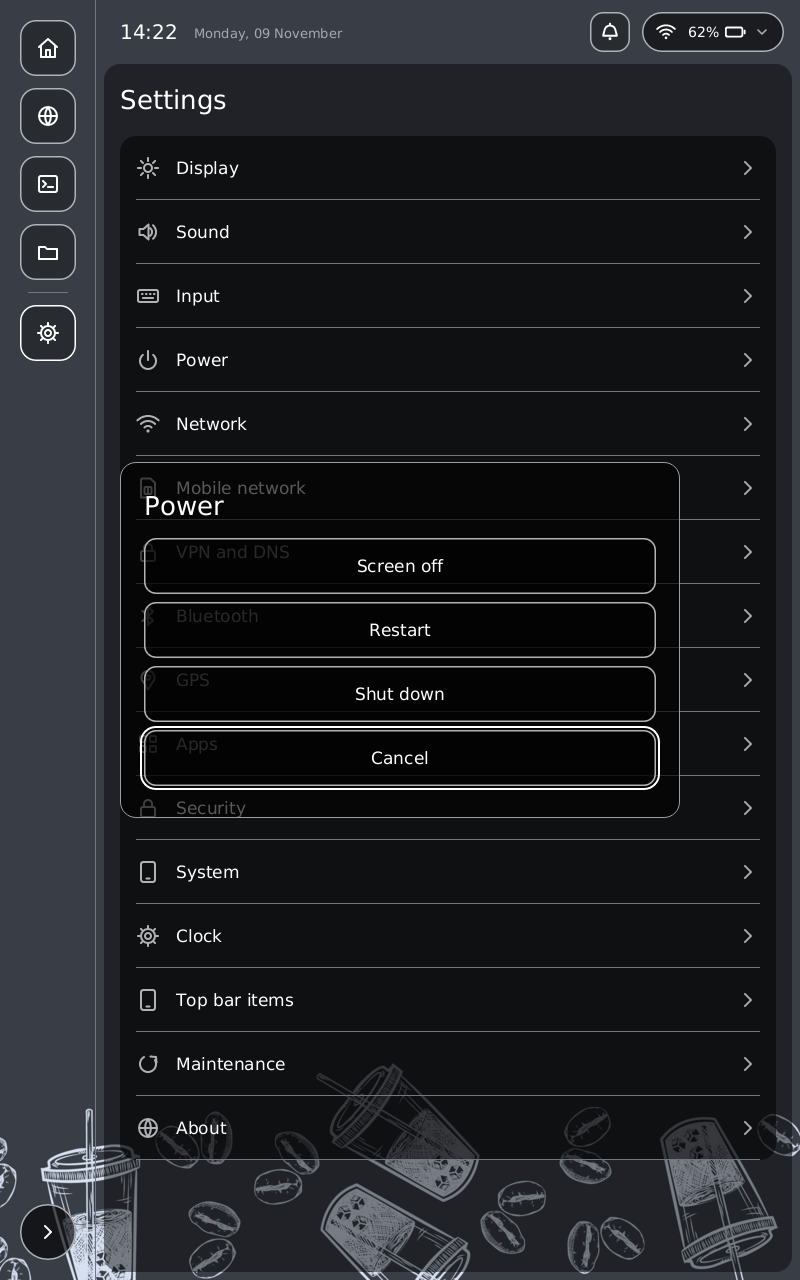 14:22 Monday, 09 November
62%
Settings
Display
Sound
Input
Power
Network
Mobile network
Power
VPN and DNS
Screen off
Bluetooth
Restart
GPS
Shut down
Apps
Cancel
Security
System
Clock
Top bar items
Maintenance
About